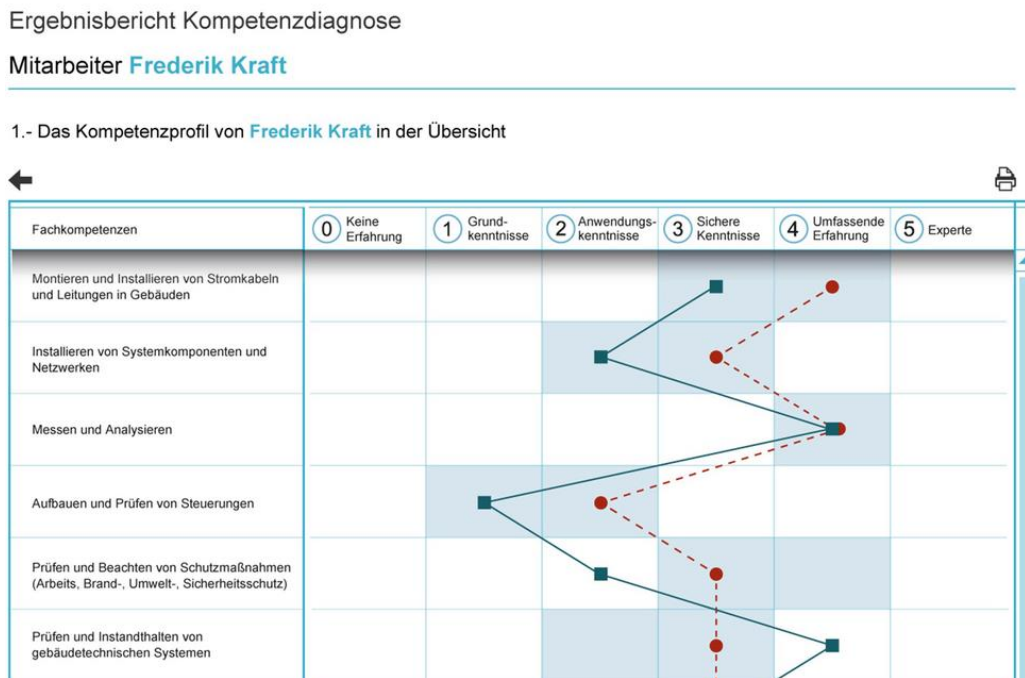 Ergebnisbericht Kompetenzdiagnose
Mitarbeiter Frederik Kraft
1.- Das Kompetenzprofil von Frederik Kraft in der Übersicht
Fachkompetenzen
0 Keine
Erfahrung
1 Grund-
kenntnisse
2 Anwendungs-
kenntnisse
3 Sichere
Kenntnisse
4 Umfassende
Erfahrung
5 Experte
Montieren und Installieren von Stromkabeln
und Leitungen in Gebäuden
Installieren von Systemkomponenten und
Netzwerken
Messen und Analysieren
Aufbauen und Prüfen von Steuerungen
Prüfen und Beachten von Schutzmaßnahmen
(Arbeits, Brand-, Umwelt-, Sicherheitsschutz)
Prüfen und Instandthalten von
gebäudetechnischen Systemen